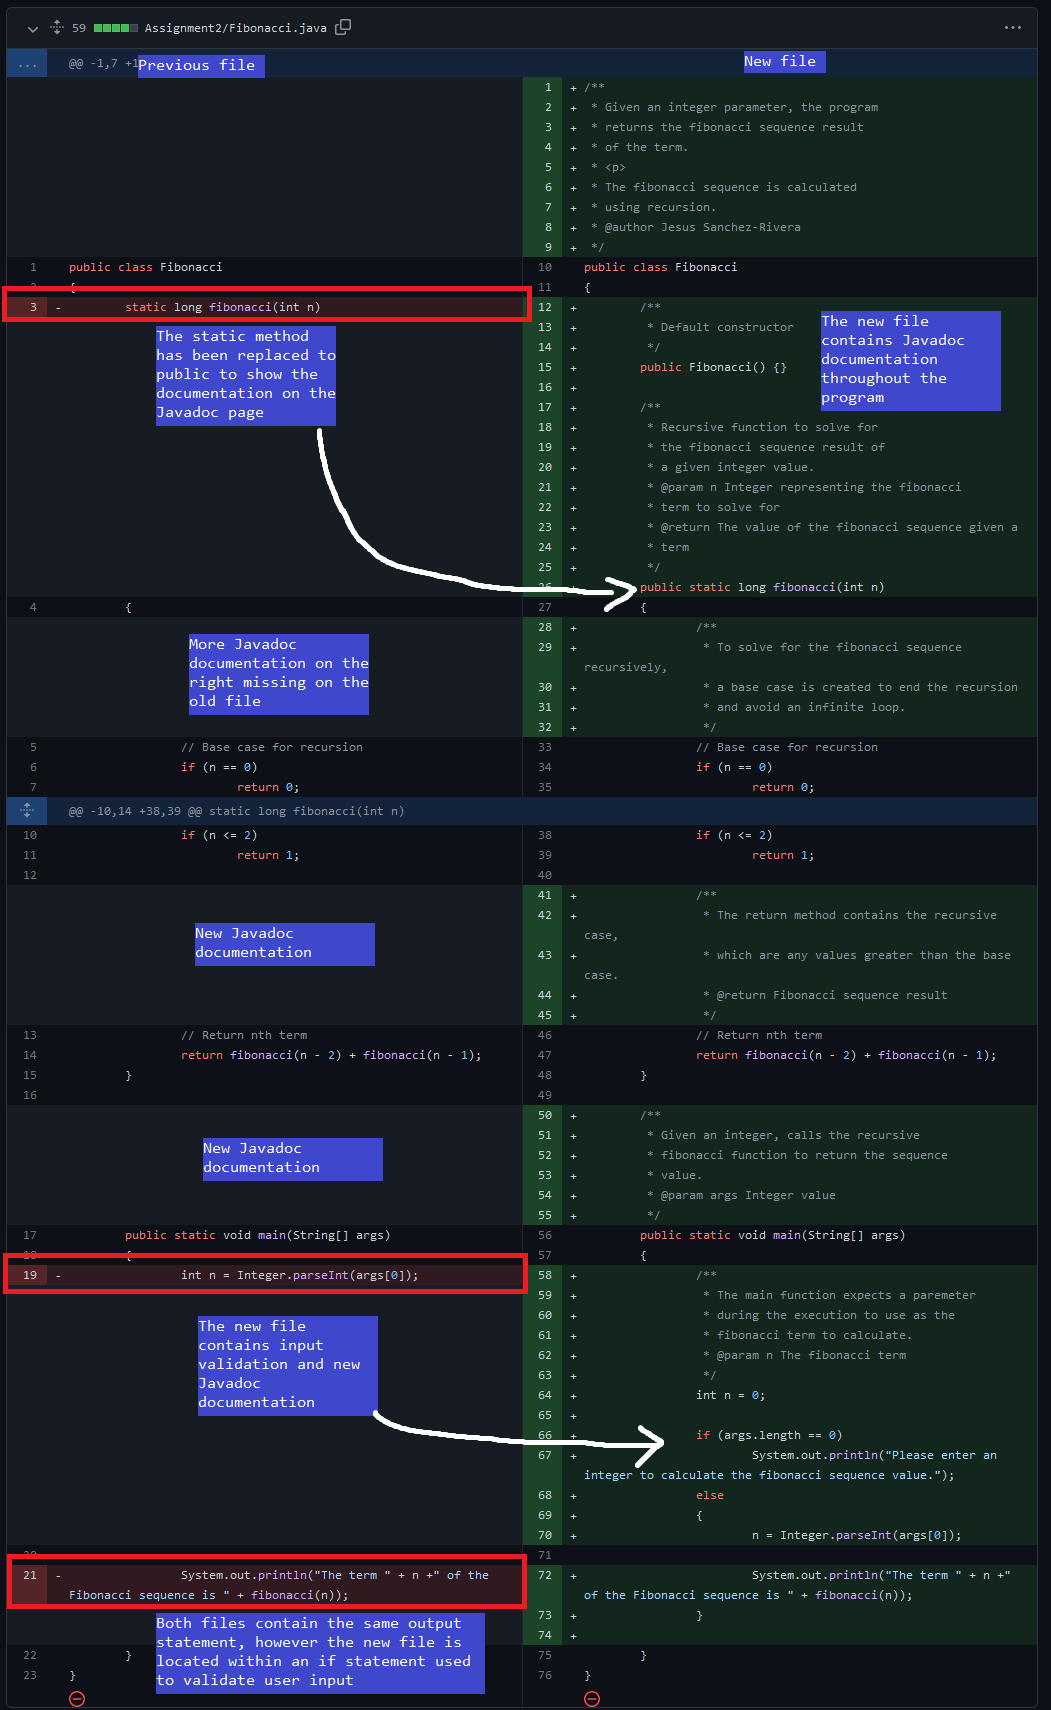 59 Assignment2/Fibonacci.java
... @@ -1,7 +1
Previous file
New file
1 + /**
2 + * Given an integer parameter, the program
3 + * returns the fibonacci sequence result
4 + * of the term.
5 + * <p>
6 + * The fibonacci sequence is calculated
7 + * using recursion.
8 + * @author Jesus Sanchez-Rivera
9 + */
1 public class Fibonacci
10 public class Fibonacci
2 {
11 {
3 - static long fibonacci(int n)
12 + /**
13 + * Default constructor
14 + */
15 + public Fibonacci() {}
16 +
17 + /**
18 + * Recursive function to solve for
19 + * the fibonacci sequence result of
20 + * a given integer value.
21 + * @param n Integer representing the fibonacci
22 + * term to solve for
23 + * @return The value of the fibonacci sequence given a
24 + * term
25 + */
26 + public static long fibonacci(int n)
The static method
has been replaced to
public to show the
documentation on the
Javadoc page
The new file
contains Javadoc
documentation
throughout the
program
4 {
27 {
28 + /**
29 + * To solve for the fibonacci sequence
recursively,
30 + * a base case is created to end the recursion
31 + * and avoid an infinite loop.
32 + */
More Javadoc
documentation on the
right missing on the
old file
5 // Base case for recursion
6 if (n == 0)
7 return 0;
33 // Base case for recursion
34 if (n == 0)
35 return 0;
@@ -10,14 +38,39 @@ static long fibonacci(int n)
10 if (n <= 2)
11 return 1;
12
38 if (n <= 2)
39 return 1;
40
41 + /**
42 + * The return method contains the recursive
case,
43 + * which are any values greater than the base
case.
44 + * @return Fibonacci sequence result
45 + */
New Javadoc
documentation
13 // Return nth term
14 return fibonacci(n - 2) + fibonacci(n - 1);
15 }
16
46 // Return nth term
47 return fibonacci(n - 2) + fibonacci(n - 1);
48 }
49
50 + /**
51 + * Given an integer, calls the recursive
52 + * fibonacci function to return the sequence
53 + * value.
54 + * @param args Integer value
55 + */
New Javadoc
documentation
17 public static void main(String[] args)
18 {
56 public static void main(String[] args)
57 {
19 - int n = Integer.parseInt(args[0]);
58 + /**
59 + * The main function expects a paremeter
60 + * during the execution to use as the
61 + * fibonacci term to calculate.
62 + * @param n The fibonacci term
63 + */
64 + int n = 0;
65 +
66 + if (args.length == 0)
67 + System.out.println("Please enter an
integer to calculate the fibonacci sequence value.");
68 + else
69 + {
70 + n = Integer.parseInt(args[0]);
The new file
contains input
validation and new
Javadoc
documentation
20
71
21 - System.out.println("The term " + n +" of the
Fibonacci sequence is " + fibonacci(n));
72 + System.out.println("The term " + n +"
of the Fibonacci sequence is " + fibonacci(n));
73 + }
74 +
Both files contain the same output
statement, however the new file is
located within an if statement used
to validate user input
22 }
23 }
75 }
76 }